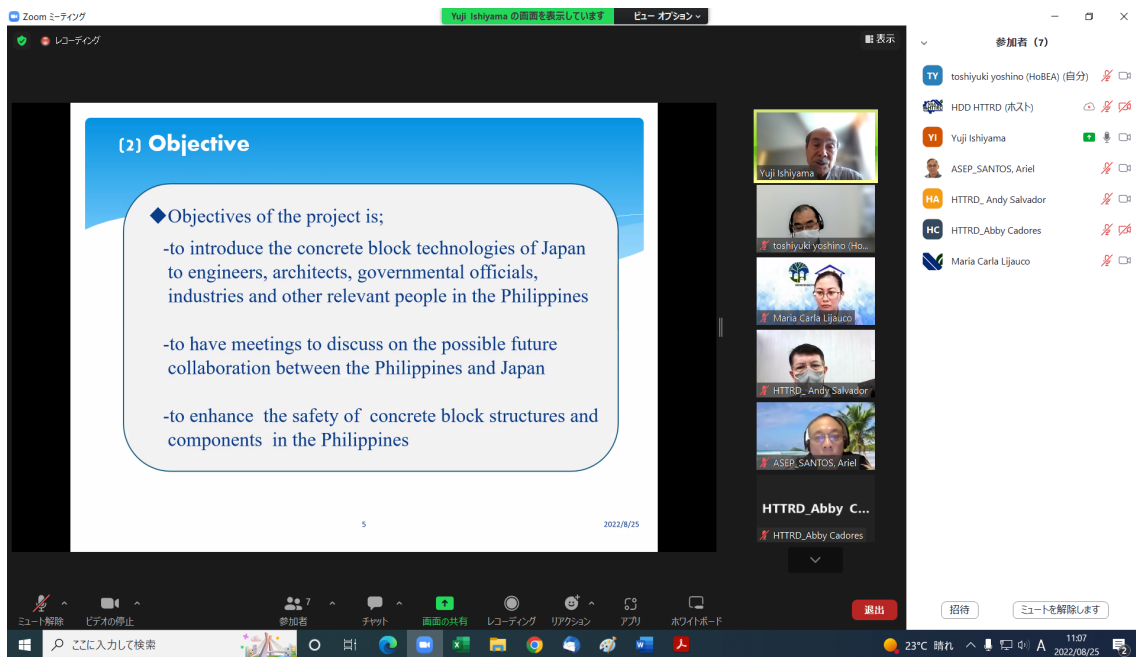 Zoom ミーティング
Yuji Ishiyama の画面を表示しています
ビュー オプション
レコーディング
表示
(2) Objective
◆Objectives of the project is;
-to introduce the concrete block technologies of Japan
to engineers, architects, governmental officials,
industries and other relevant people in the Philippines
-to have meetings to discuss on the possible future
collaboration between the Philippines and Japan
-to enhance the safety of concrete block structures and
components in the Philippines
5
2022/8/25
Yuji Ishiyama
toshiyuki yoshino (Ho...
Maria Carla Lijauco
HTTRD_ Andy Salvador
ASEP_SANTOS, Ariel
HTTRD_Abby C...
HTTRD_Abby Cadores
参加者 (7)
TY toshiyuki yoshino (HoBEA) (自分)
HDD HTTRD (ホスト)
YI Yuji Ishiyama
ASEP_SANTOS, Ariel
HA HTTRD_ Andy Salvador
HC HTTRD_Abby Cadores
Maria Carla Lijauco
招待
ミュートを解除します
ミュート解除
ビデオの停止
7
参加者
チャット
画面の共有
レコーディング
リアクション
アプリ
ホワイトボード
退出
ここに入力して検索
23°C 晴れ
A
11:07
2022/08/25
2